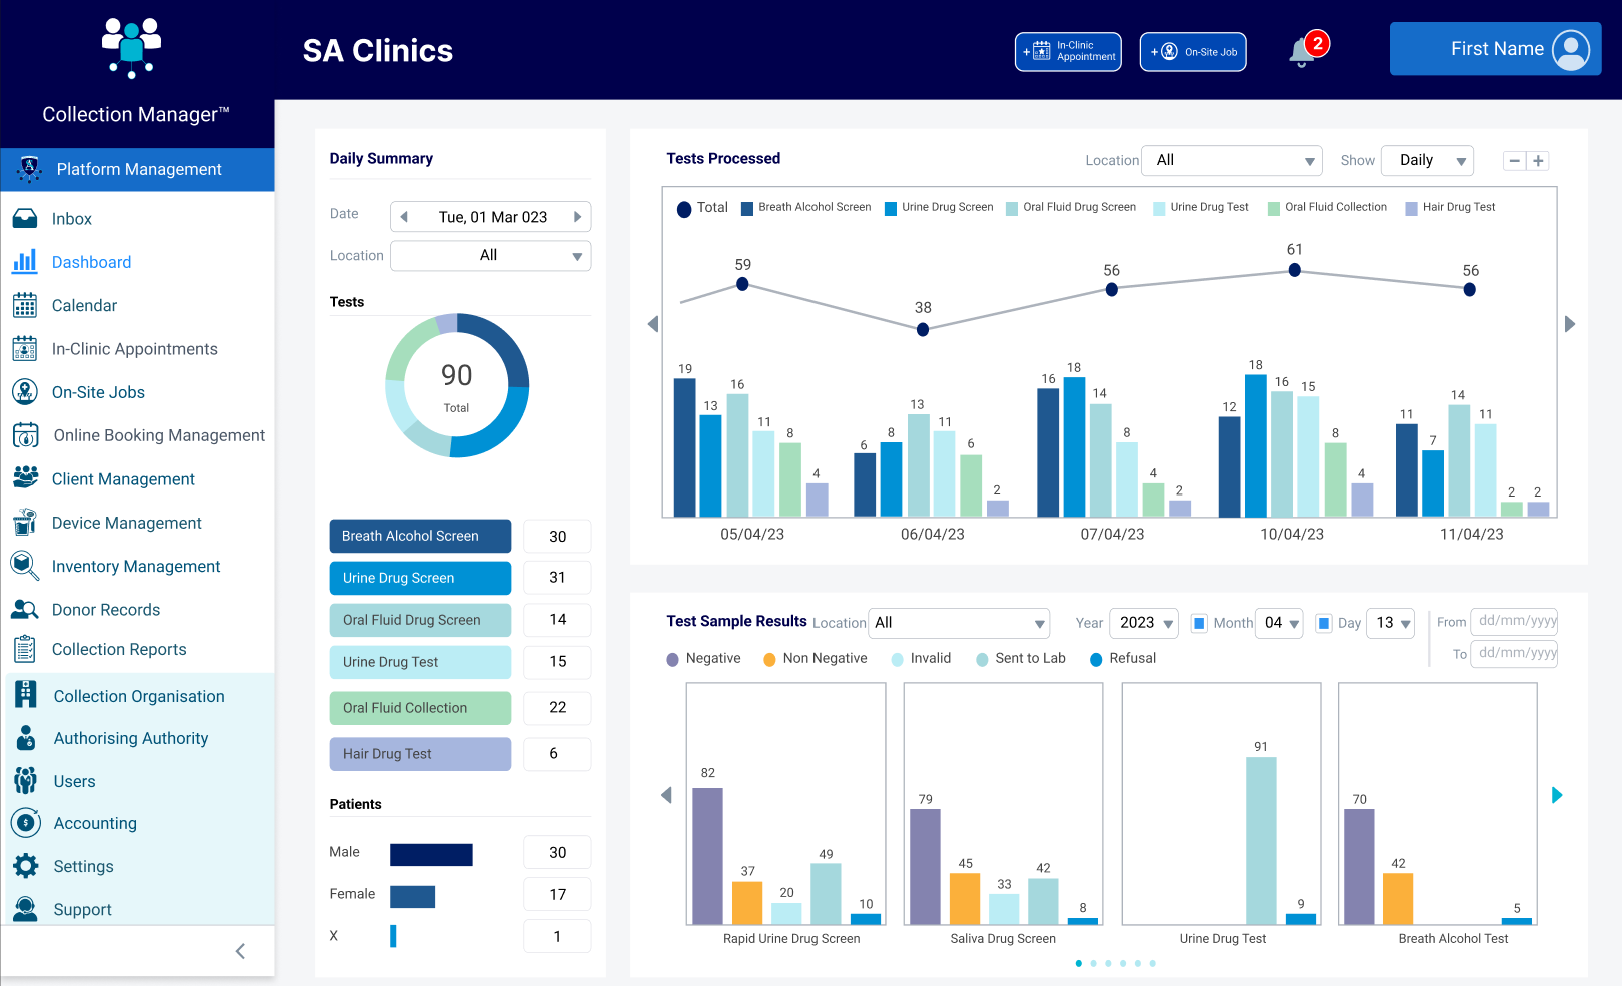 Collection Manager™
Platform Management
Inbox
Dashboard
Calendar
In-Clinic Appointments
On-Site Jobs
Online Booking Management
Client Management
Device Management
Inventory Management
Donor Records
Collection Reports
Collection Organisation
Authorising Authority
Users
Accounting
Settings
Support
SA Clinics
+ In-Clinic
Appointment
+ On-Site Job
2
First Name
Daily Summary
Date Tue, 01 Mar 023
Location All
Tests
90
Total
Breath Alcohol Screen 30
Urine Drug Screen 31
Oral Fluid Drug Screen 14
Urine Drug Test 15
Oral Fluid Collection 22
Hair Drug Test 6
Patients
Male 30
Female 17
X 1
Tests Processed Location All Show Daily − +
Total Breath Alcohol Screen Urine Drug Screen Oral Fluid Drug Screen Urine Drug Test Oral Fluid Collection Hair Drug Test
59 38 56 61 56
19 13 16 11 8 4
6 8 13 11 6 2
16 18 14 8 4 2
12 18 16 15 8 4
11 7 14 11 2 2
05/04/23 06/04/23 07/04/23 10/04/23 11/04/23
Test Sample Results Location All Year 2023 Month 04 Day 13 From dd/mm/yyyy
To dd/mm/yyyy
Negative Non Negative Invalid Sent to Lab Refusal
82 37 20 49 10
Rapid Urine Drug Screen
79 45 33 42 8
Saliva Drug Screen
91 9
Urine Drug Test
70 42 5
Breath Alcohol Test